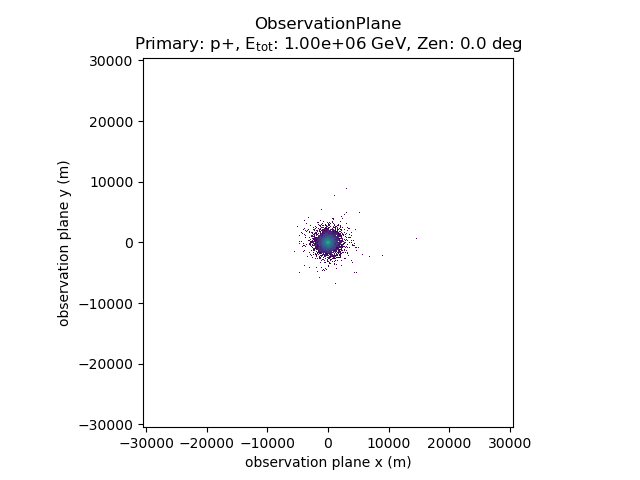 ObservationPlane
Primary: p+, Etot: 1.00e+06 GeV, Zen: 0.0 deg
30000
20000
10000
0
−10000
−20000
−30000
observation plane y (m)
−30000 −20000 −10000 0 10000 20000 30000
observation plane x (m)